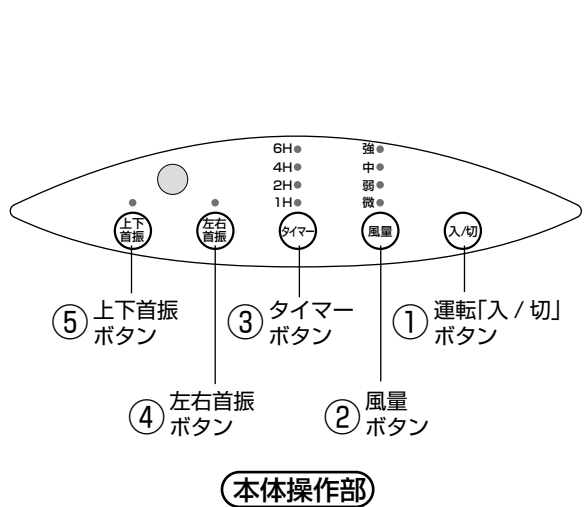 6H 強
4H 中
2H 弱
1H 微
上下
首振
左右
首振
タイマー
風量
入/切
⑤ 上下首振
ボタン
③ タイマー
ボタン
① 運転｢入 / 切｣
ボタン
④ 左右首振
ボタン
② 風量
ボタン
本体操作部